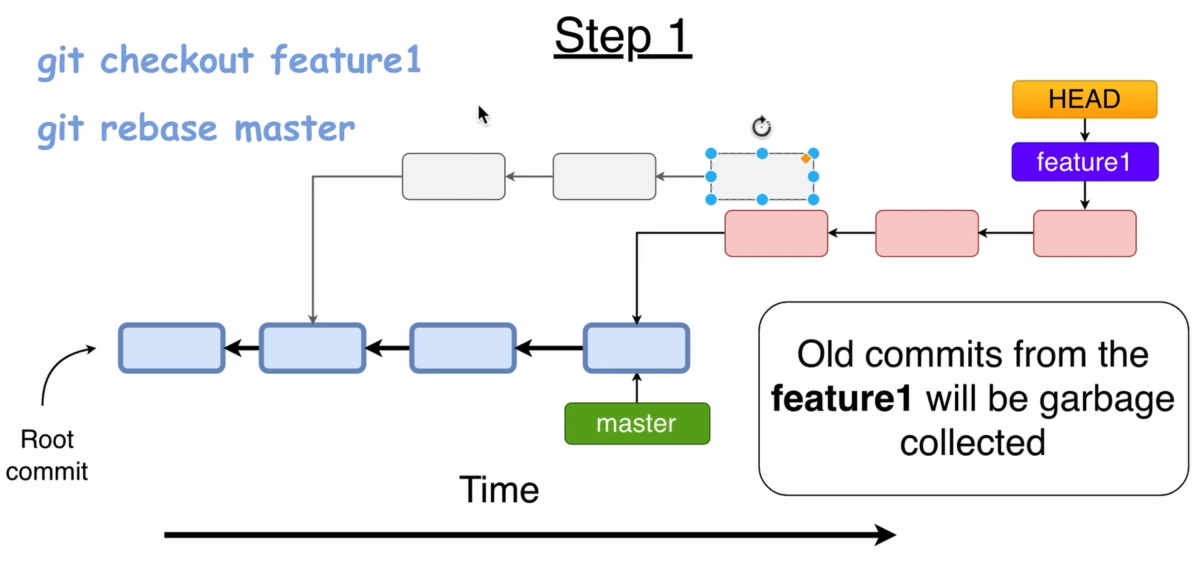 Step 1
git checkout feature1
git rebase master
HEAD
feature1
Root
commit
master
Old commits from the
feature1 will be garbage
collected
Time